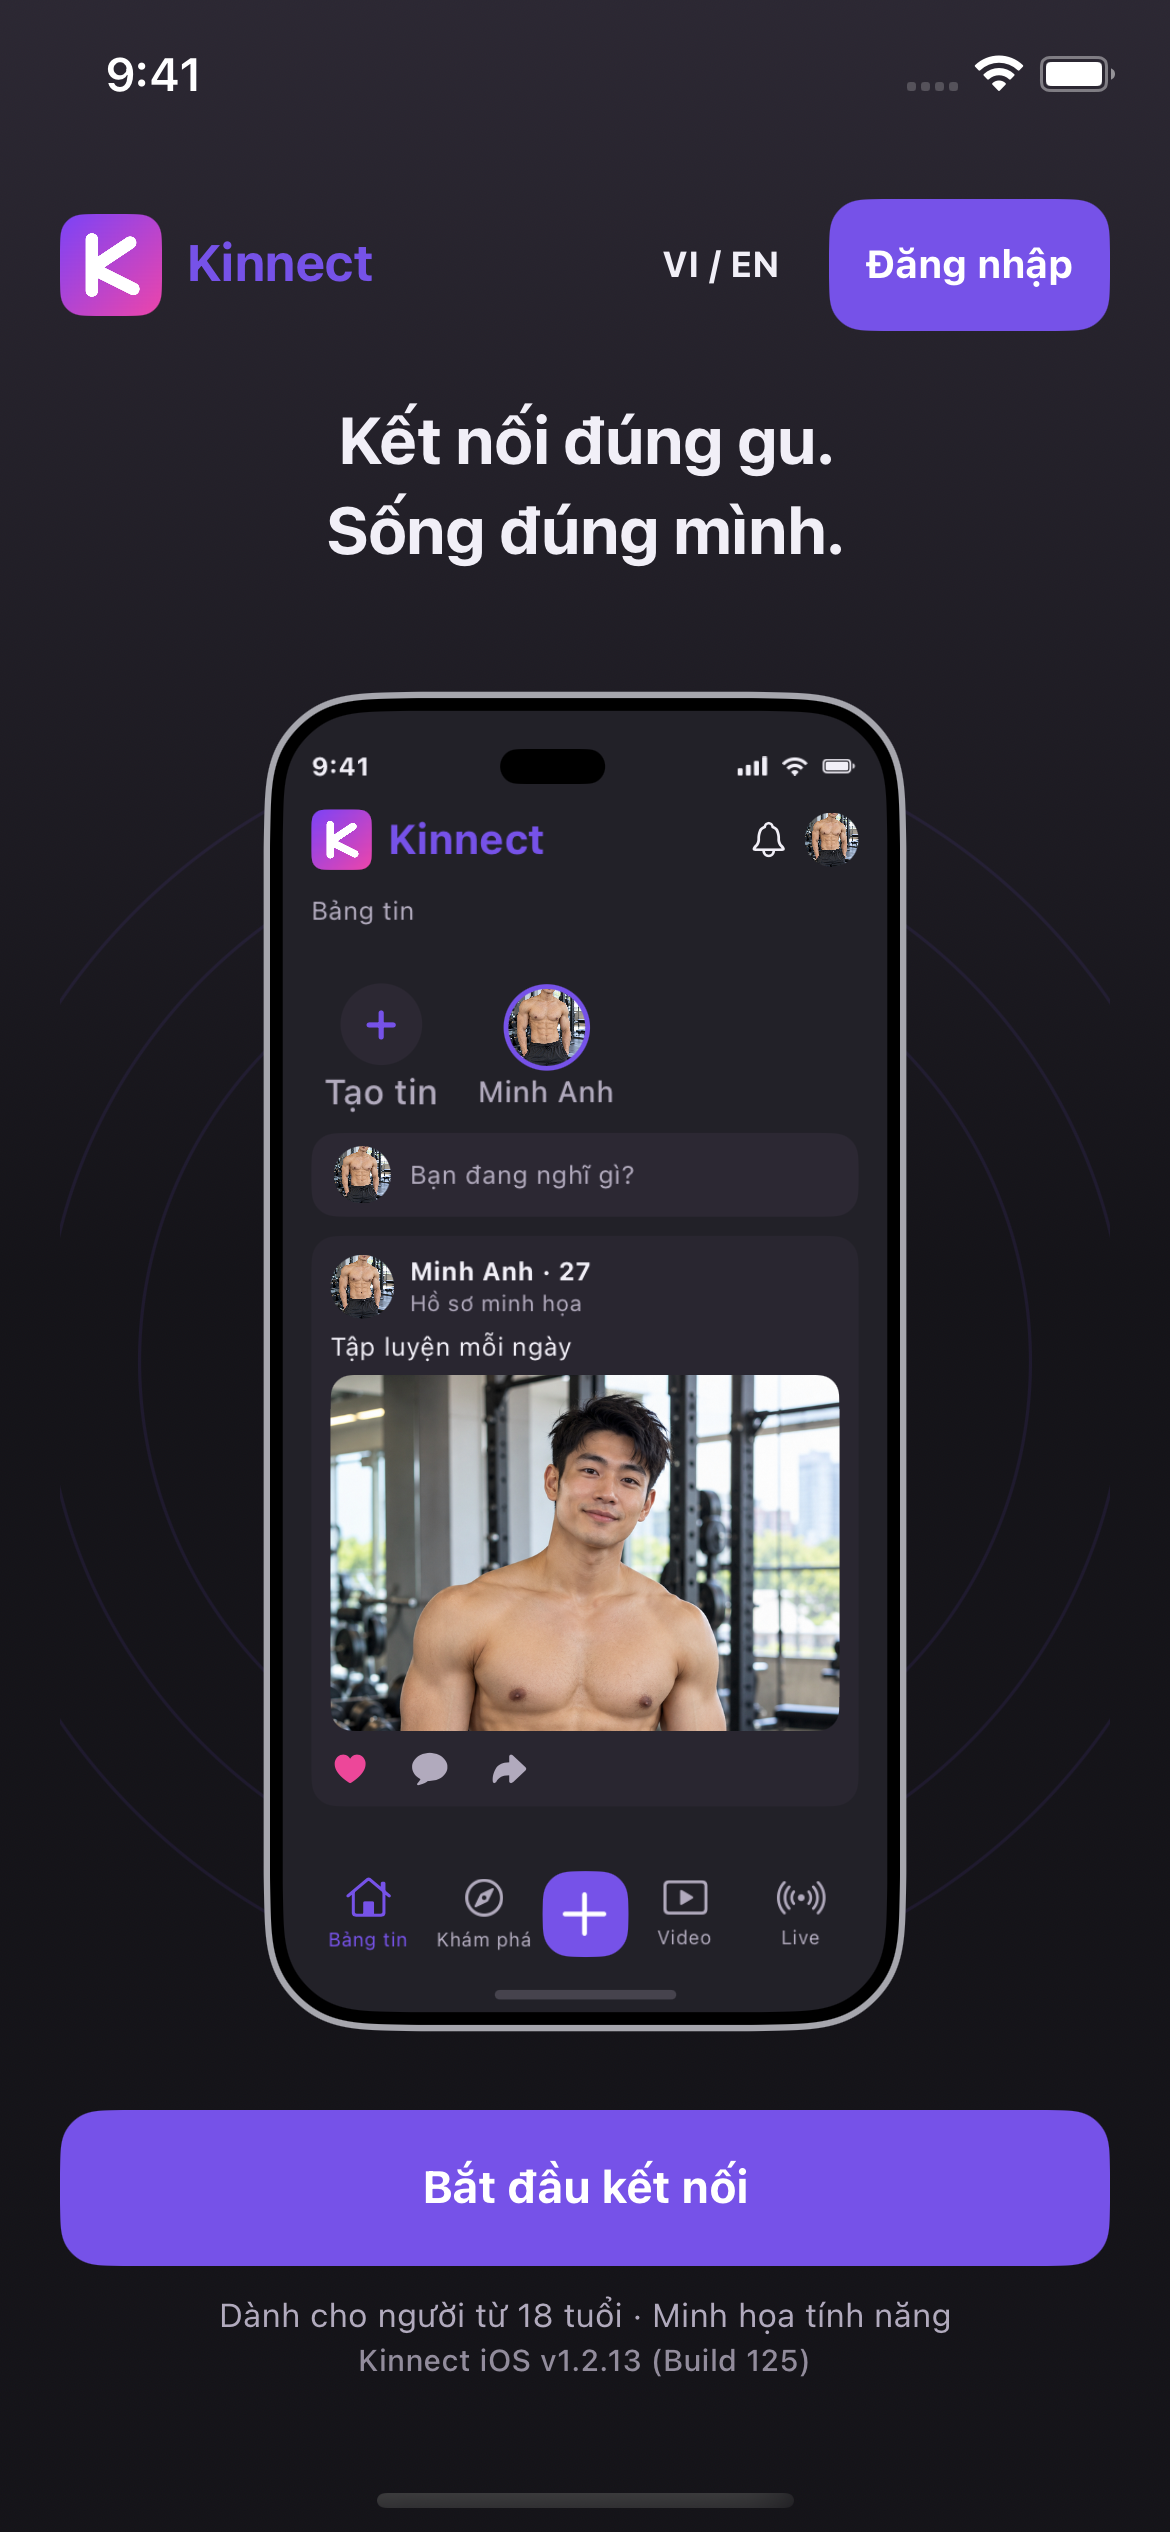 9:41
Kinnect
VI / EN
Đăng nhập
Kết nối đúng gu.
Sống đúng mình.
9:41
Kinnect
Bảng tin
Tạo tin
Minh Anh
Bạn đang nghĩ gì?
Minh Anh · 27
Hồ sơ minh họa
Tập luyện mỗi ngày
Bảng tin
Khám phá
Video
Live
Bắt đầu kết nối
Dành cho người từ 18 tuổi · Minh họa tính năng
Kinnect iOS v1.2.13 (Build 125)